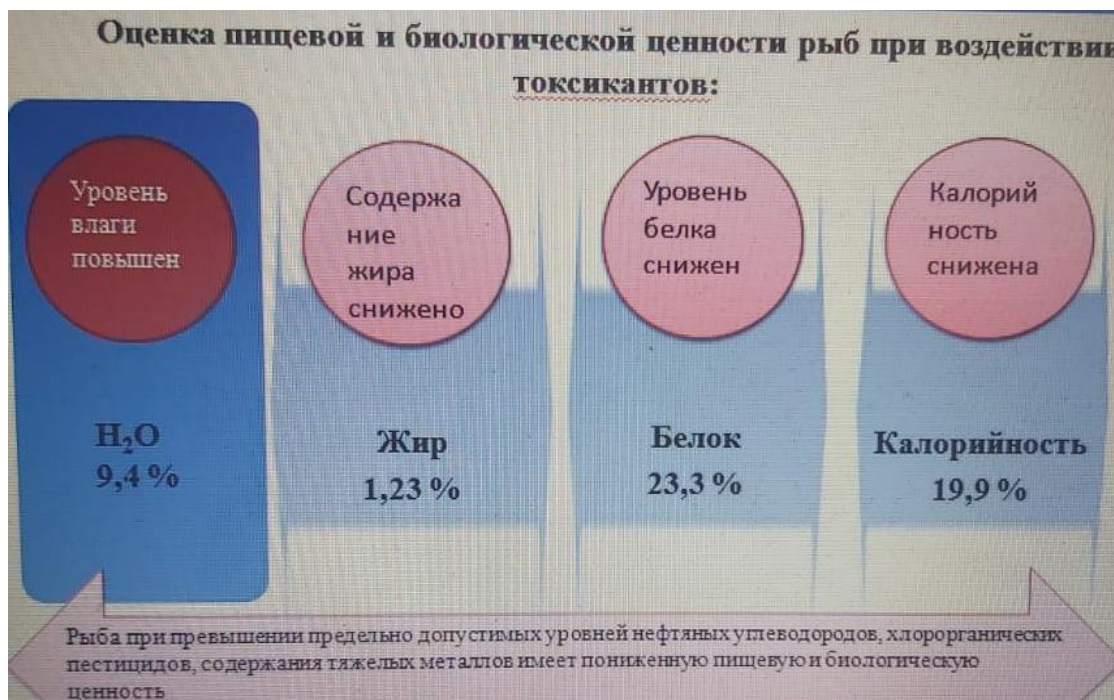 Оценка пищевой и биологической ценности рыб при воздействии
токсикантов:
Уровень
влаги
повышен
Содержа
ние
жира
снижено
Уровень
белка
снижен
Калорий
ность
снижена
H₂O
9,4 %
Жир
1,23 %
Белок
23,3 %
Калорийность
19,9 %
Рыба при превышении предельно допустимых уровней нефтяных углеводородов, хлорорганических
пестицидов, содержания тяжелых металлов имеет пониженную пищевую и биологическую
ценность